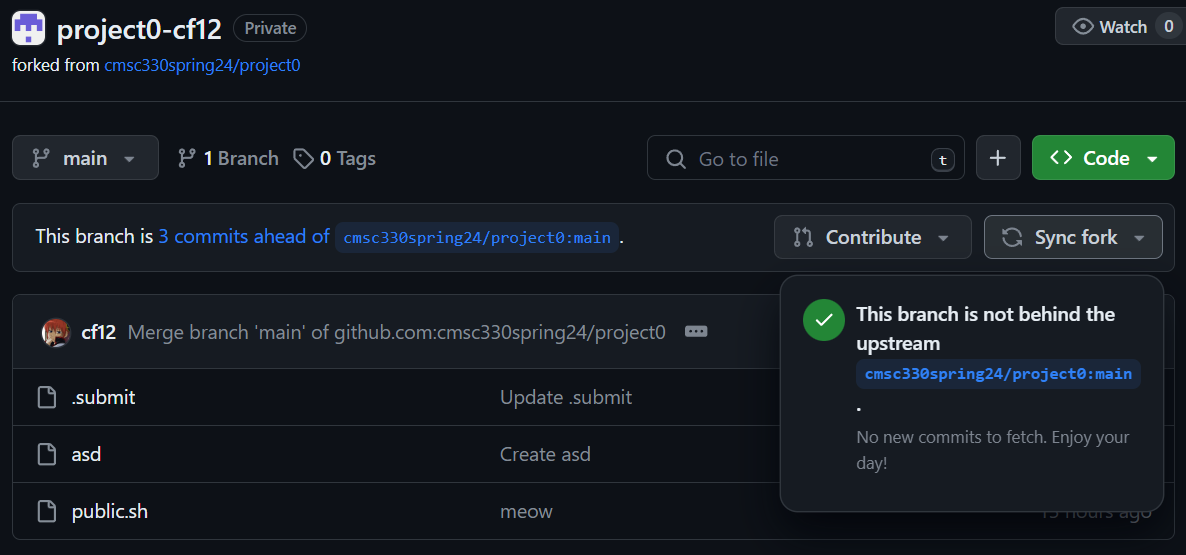 project0-cf12 Private
Watch 0
forked from cmsc330spring24/project0
main
1 Branch
0 Tags
Go to file t
Code
This branch is 3 commits ahead of cmsc330spring24/project0:main .
Contribute
Sync fork
This branch is not behind the
upstream
cmsc330spring24/project0:main
.
No new commits to fetch. Enjoy your
day!
cf12 Merge branch 'main' of github.com:cmsc330spring24/project0
.submit Update .submit
asd Create asd
public.sh meow
hours ago